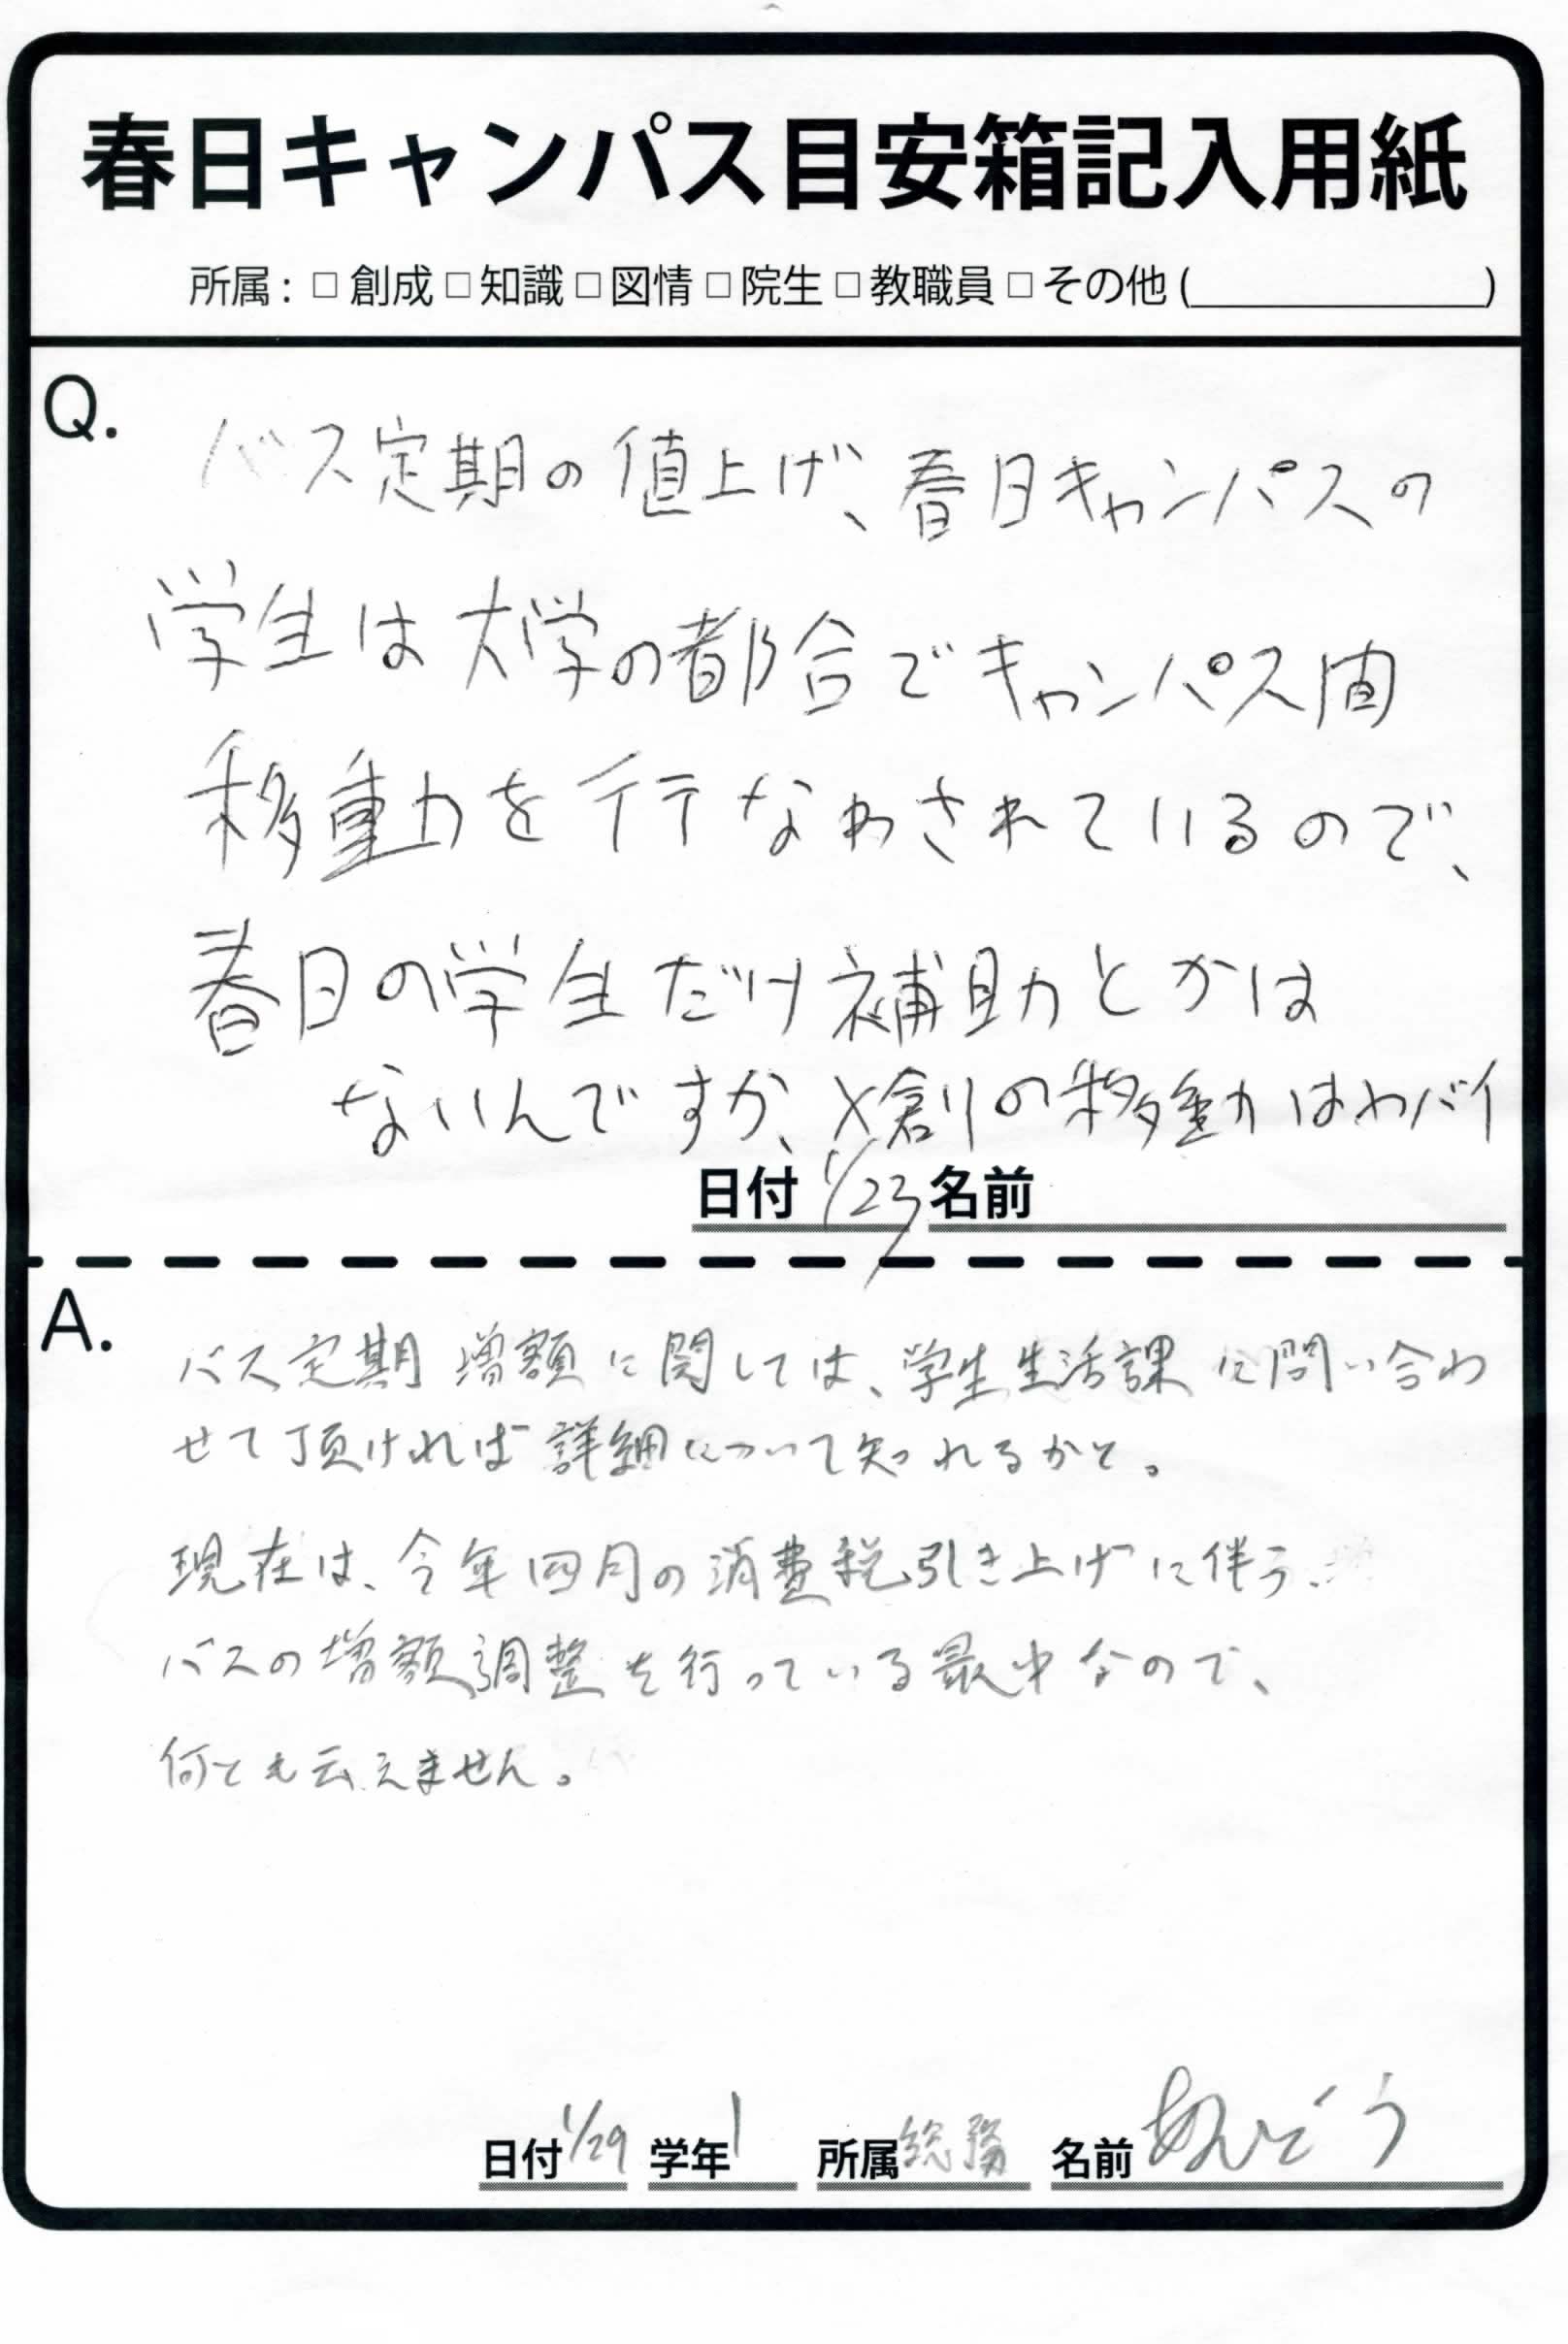 春日キャンパス目安箱記入用紙
所属：□ 創成 □ 知識 □ 図情 □ 院生 □ 教職員 □ その他 (　　　　)
Q.
バス定期の値上げ、春日キャンパスの
学生は大学の都合でキャンパス間
移動を行なわされているので、
春日の学生だけ補助とかは
ないんですか、メ創の移動はヤバイ
日付 1/23 名前
A.
バス定期増額に関しては、学生生活課に問い合わ
せて頂ければ詳細について知れるかと。
現在は、今年四月の消費税引き上げに伴う、
バスの増額調整を行っている最中なので、
何とも云えません。
日付 1/29 学年 1 所属 総務 名前 あんどう